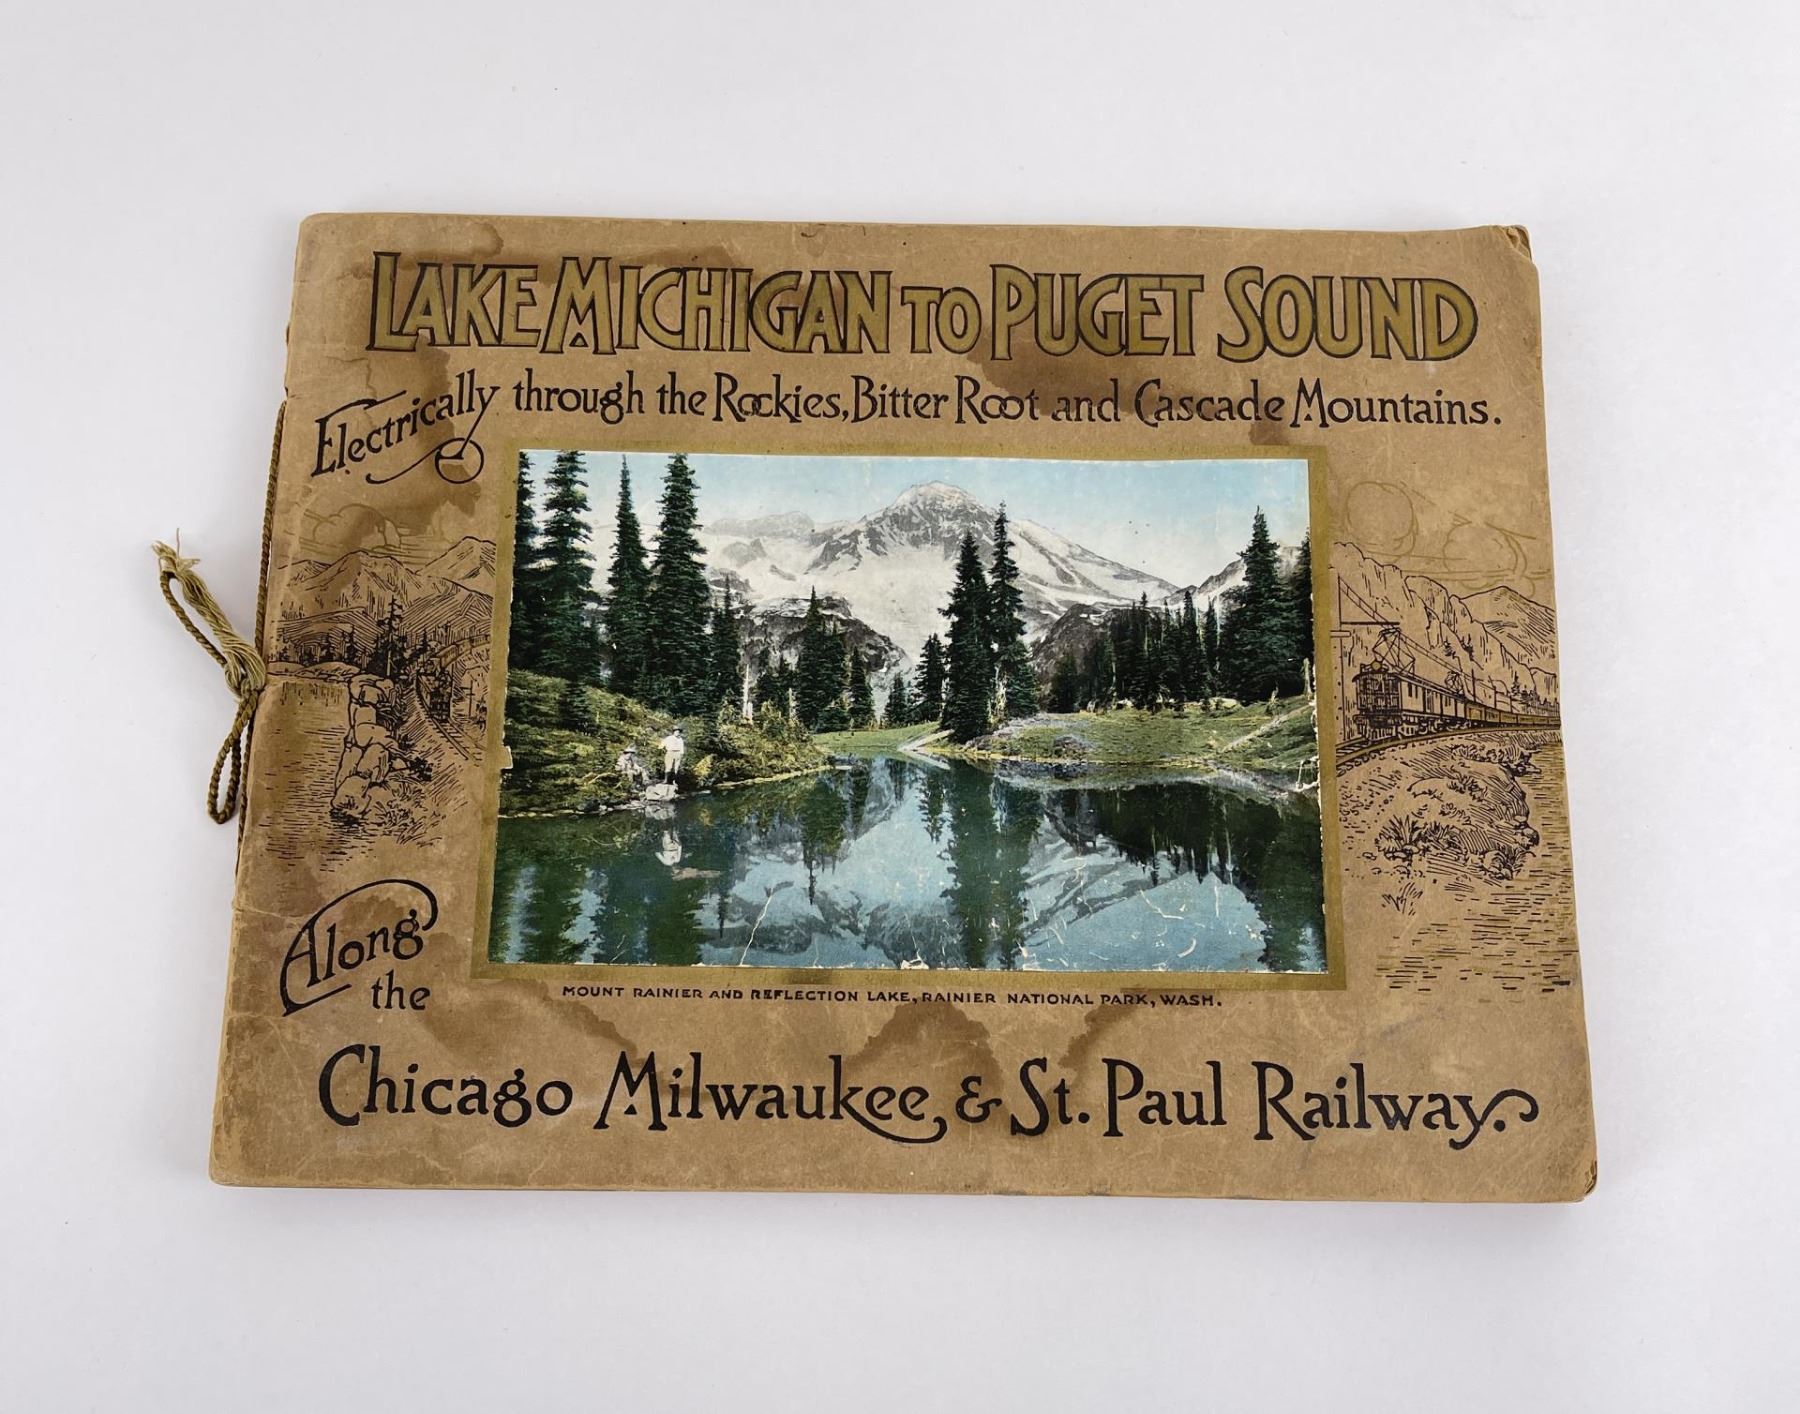 LAKE MICHIGAN TO PUGET SOUND
Electrically through the Rockies, Bitter Root and Cascade Mountains.
MOUNT RAINIER AND REFLECTION LAKE, RAINIER NATIONAL PARK, WASH.
Along
the
Chicago Milwaukee, & St. Paul Railway.